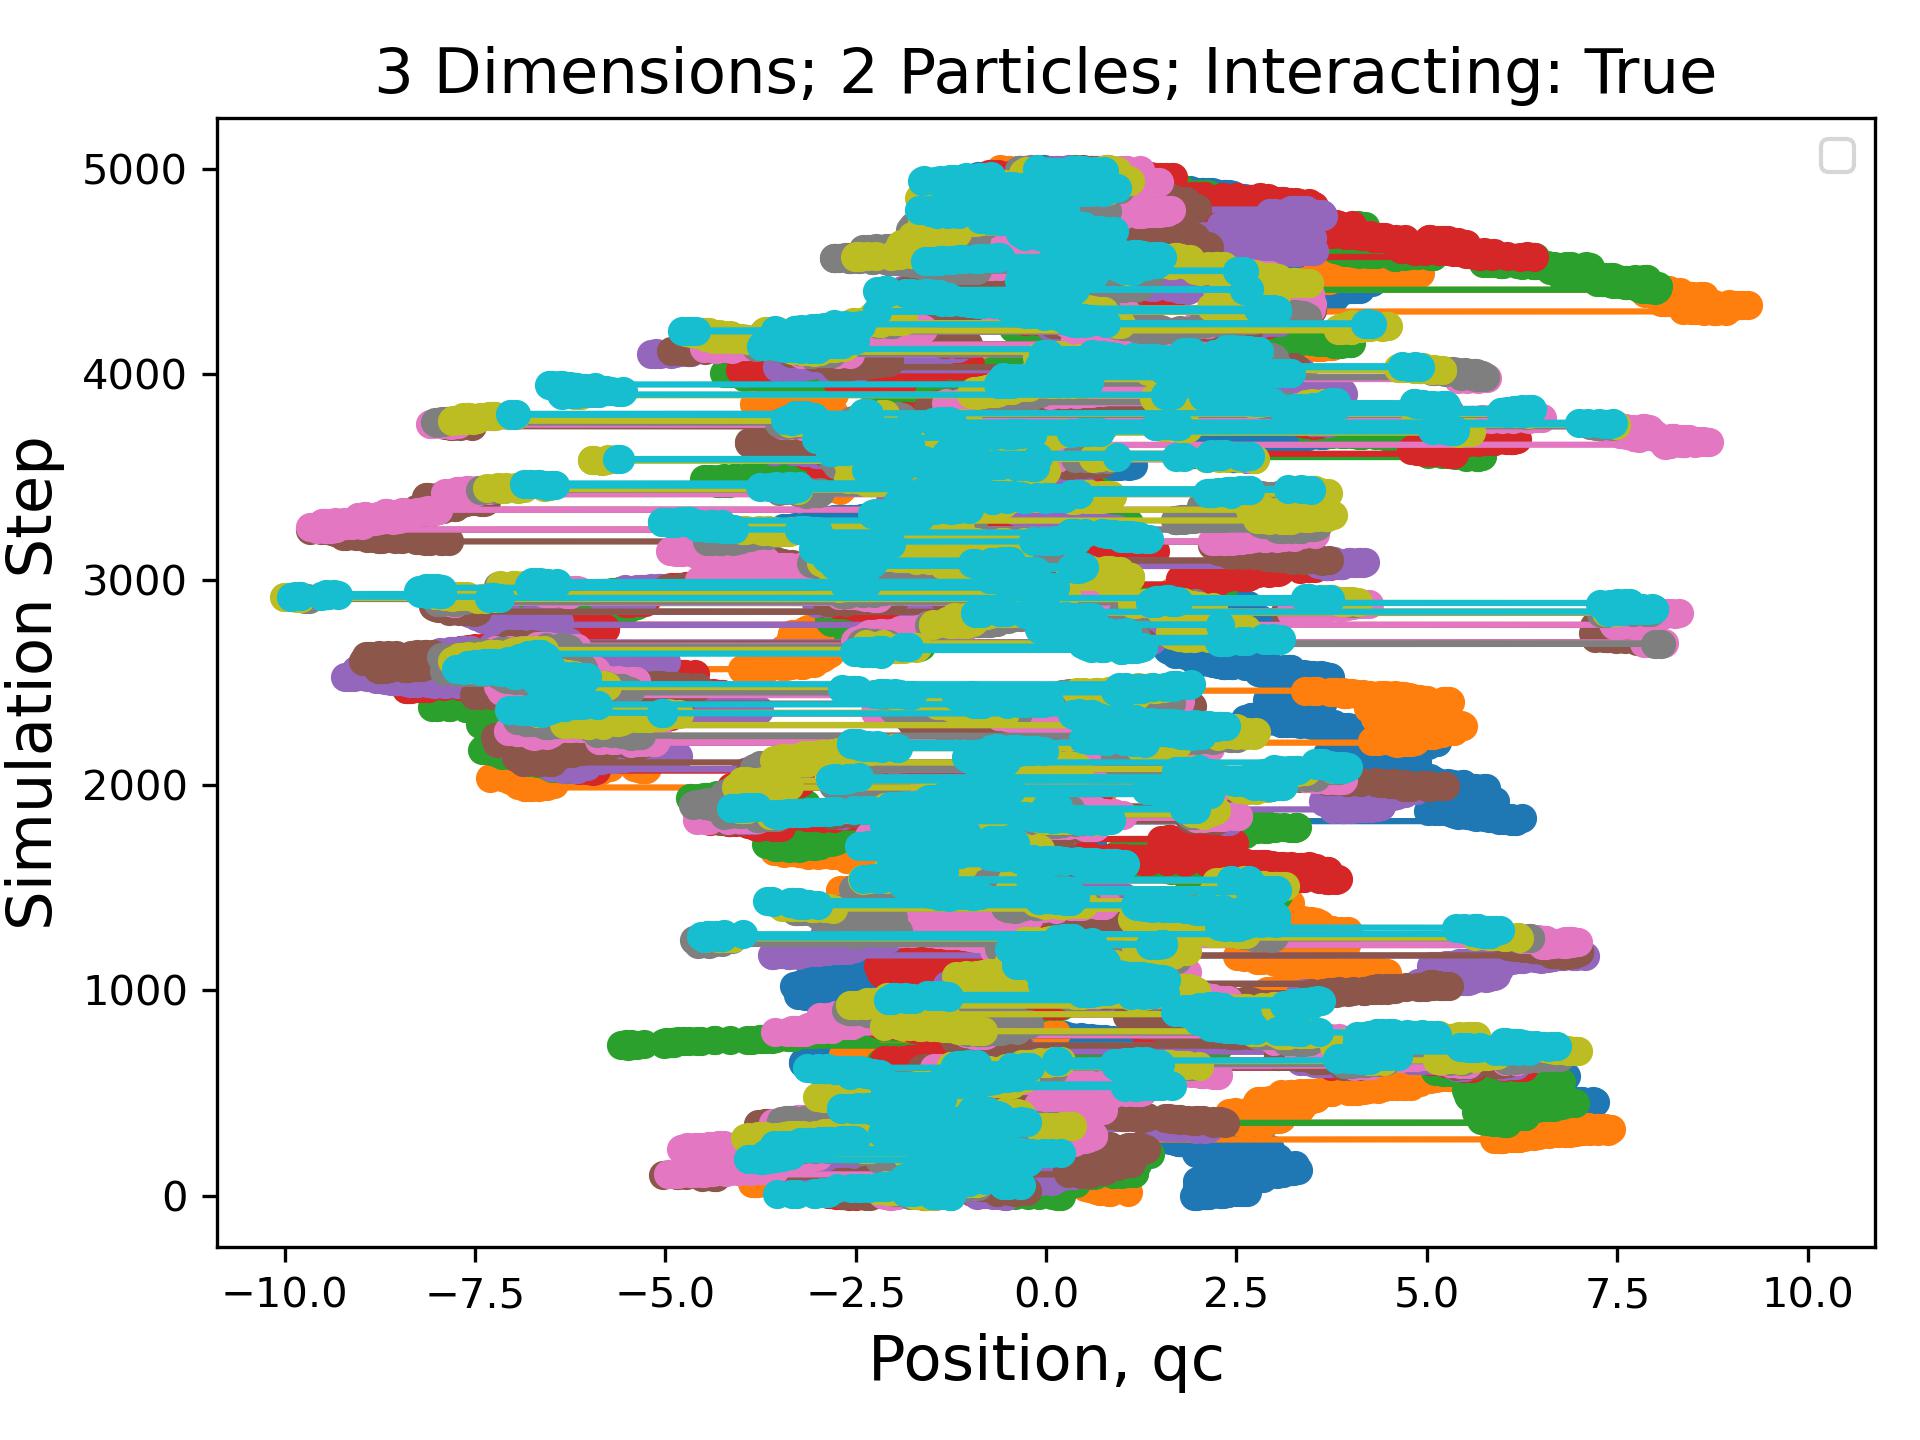 3 Dimensions; 2 Particles; Interacting: True
5000
4000
3000
2000
1000
0
Simulation Step
−10.0 −7.5 −5.0 −2.5 0.0 2.5 5.0 7.5 10.0
Position, qc